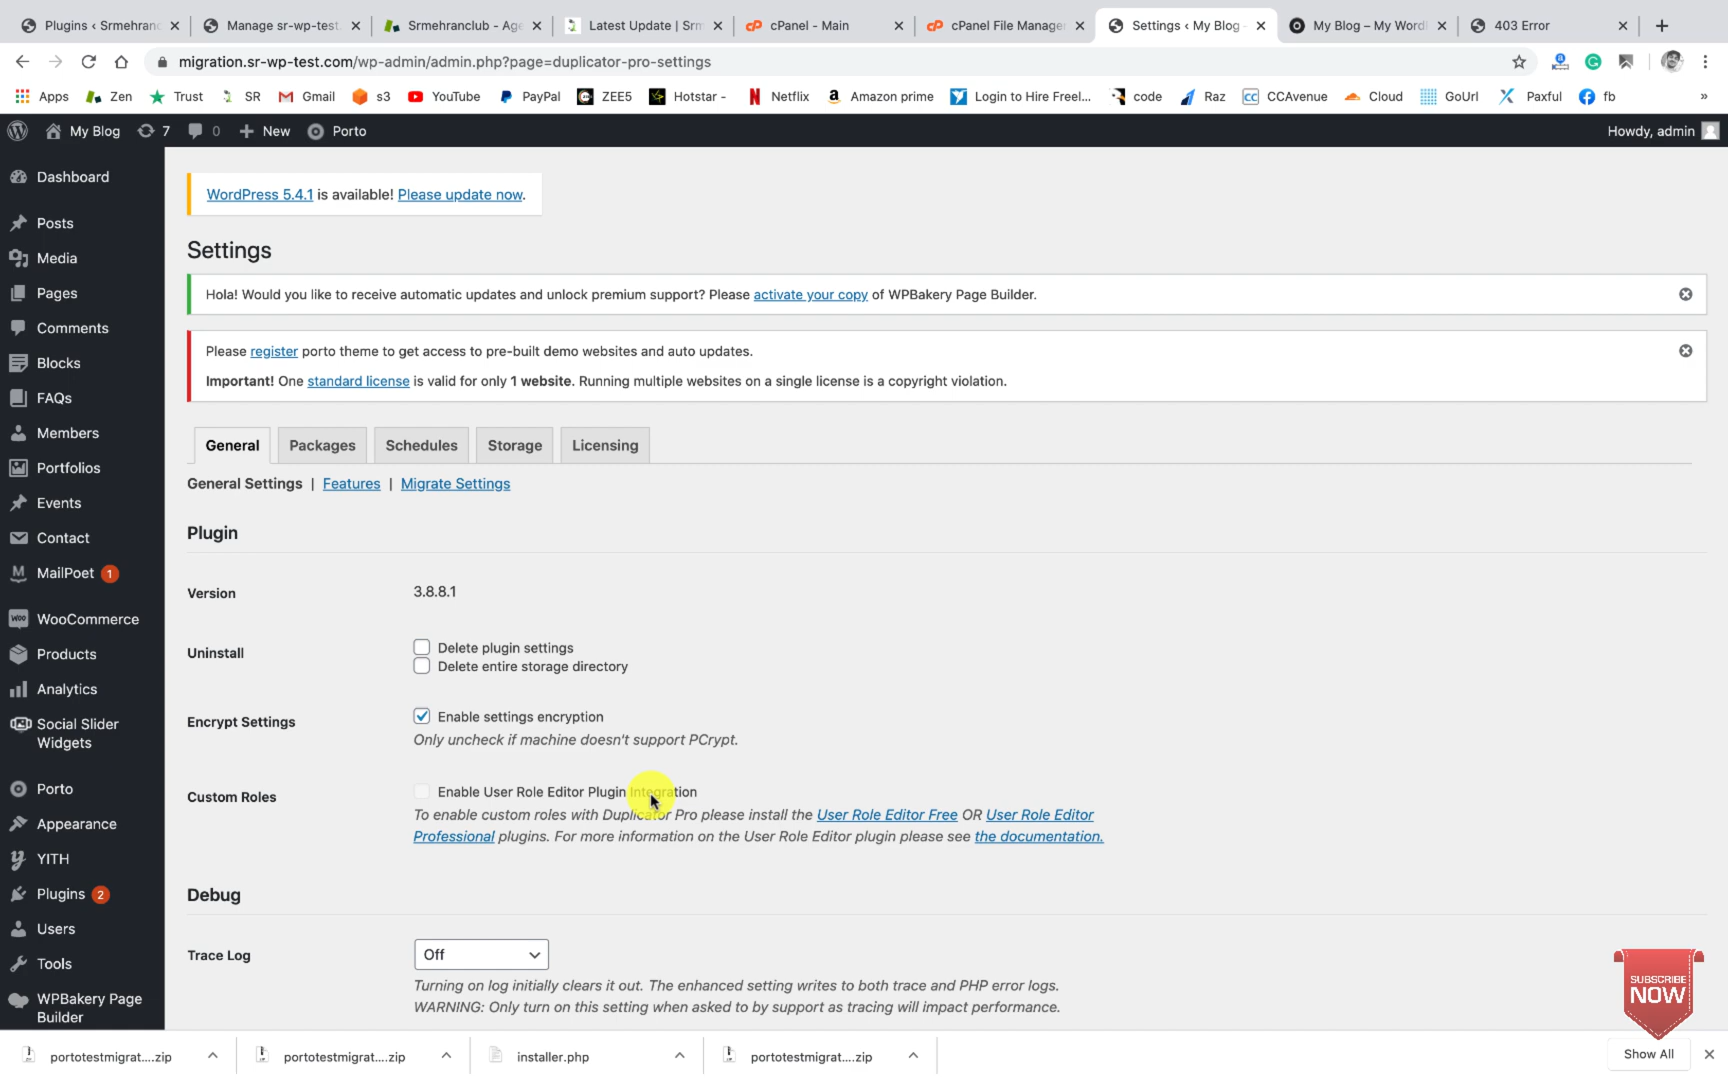 Plugins ‹ Srmehranc
Manage sr-wp-test.
Srmehranclub - Age
Latest Update | Srm
cPanel - Main
cPanel File Manager
Settings ‹ My Blog
My Blog – My Word
403 Error
migration.sr-wp-test.com/wp-admin/admin.php?page=duplicator-pro-settings
Apps Zen Trust SR Gmail s3 YouTube PayPal ZEE5 Hotstar - Netflix Amazon prime Login to Hire Freel... code Raz CCAvenue Cloud GoUrl Paxful fb »
My Blog 7 0 New Porto Howdy, admin
Dashboard
Posts
Media
Pages
Comments
Blocks
FAQs
Members
Portfolios
Events
Contact
MailPoet 1
WooCommerce
Products
Analytics
Social Slider
Widgets
Porto
Appearance
YITH
Plugins 2
Users
Tools
WPBakery Page
Builder
WordPress 5.4.1 is available! Please update now.
Settings
Hola! Would you like to receive automatic updates and unlock premium support? Please activate your copy of WPBakery Page Builder.
Please register porto theme to get access to pre-built demo websites and auto updates.
Important! One standard license is valid for only 1 website. Running multiple websites on a single license is a copyright violation.
General Packages Schedules Storage Licensing
General Settings | Features | Migrate Settings
Plugin
Version 3.8.8.1
Uninstall
Delete plugin settings
Delete entire storage directory
Encrypt Settings
Enable settings encryption
Only uncheck if machine doesn't support PCrypt.
Custom Roles
Enable User Role Editor Plugin Integration
To enable custom roles with Duplicator Pro please install the User Role Editor Free OR User Role Editor
Professional plugins. For more information on the User Role Editor plugin please see the documentation.
Debug
Trace Log Off
Turning on log initially clears it out. The enhanced setting writes to both trace and PHP error logs.
WARNING: Only turn on this setting when asked to by support as tracing will impact performance.
SUBSCRIBE
NOW
portotestmigrat....zip
portotestmigrat....zip
installer.php
portotestmigrat....zip
Show All